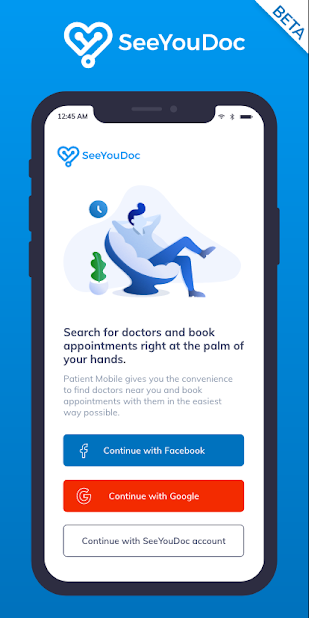 BETA
SeeYouDoc
12:45 AM
SeeYouDoc
Search for doctors and book
appointments right at the palm of
your hands.
Patient Mobile gives you the convenience
to find doctors near you and book
appointments with them in the easiest
way possible.
Continue with Facebook
Continue with Google
Continue with SeeYouDoc account